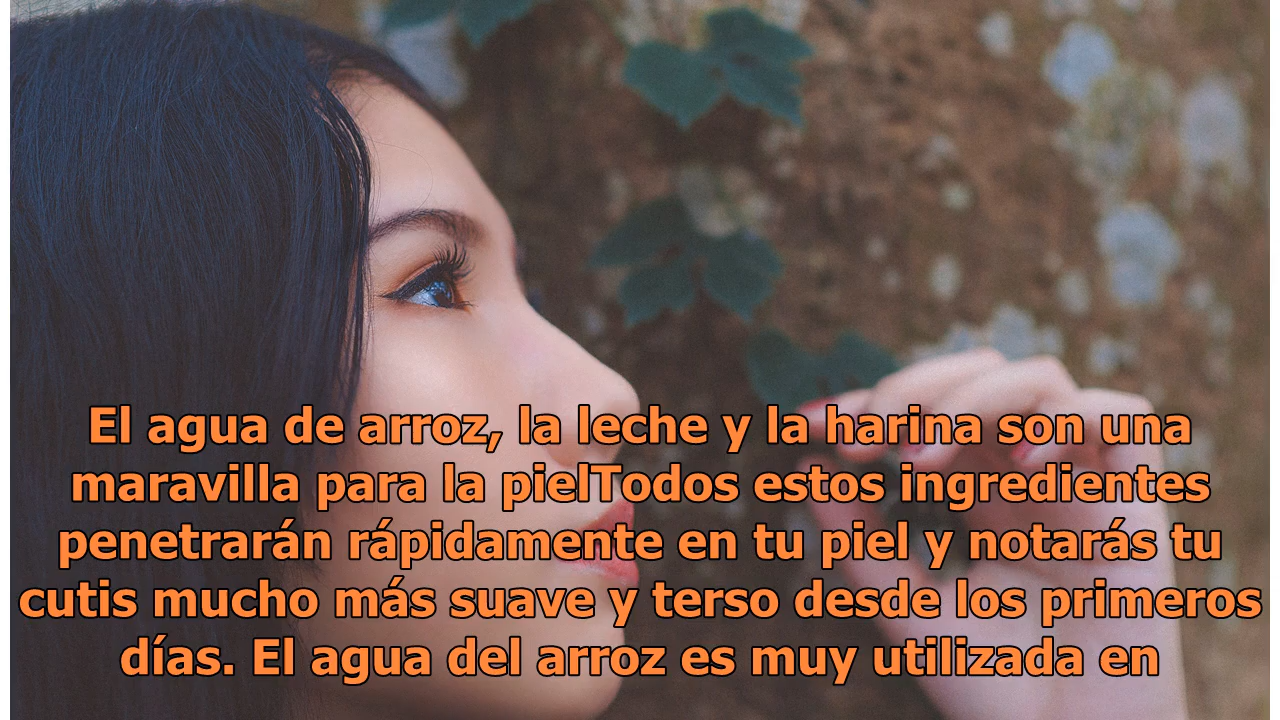 El agua de arroz, la leche y la harina son una
maravilla para la pielTodos estos ingredientes
penetrarán rápidamente en tu piel y notarás tu
cutis mucho más suave y terso desde los primeros
días. El agua del arroz es muy utilizada en